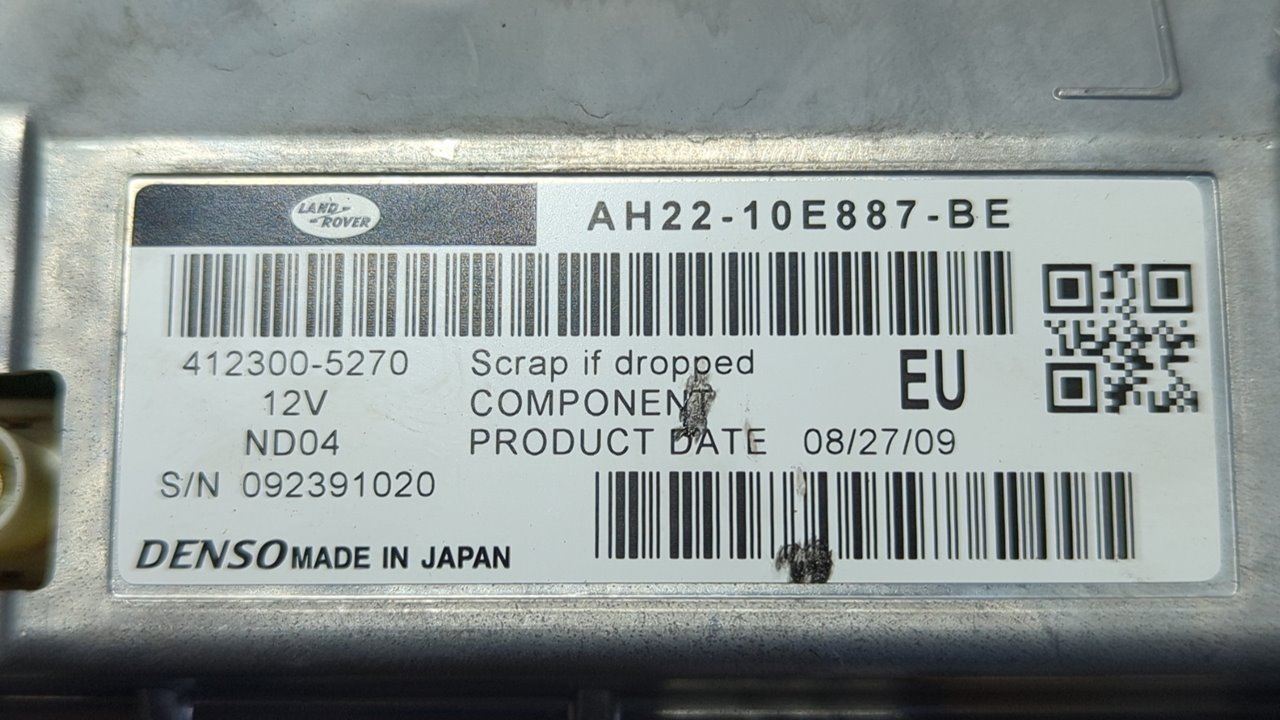 LAND-
-ROVER
AH22-10E887-BE
412300-5270 Scrap if dropped
12V COMPONENT EU
ND04 PRODUCT DATE 08/27/09
S/N 092391020
DENSO MADE IN JAPAN